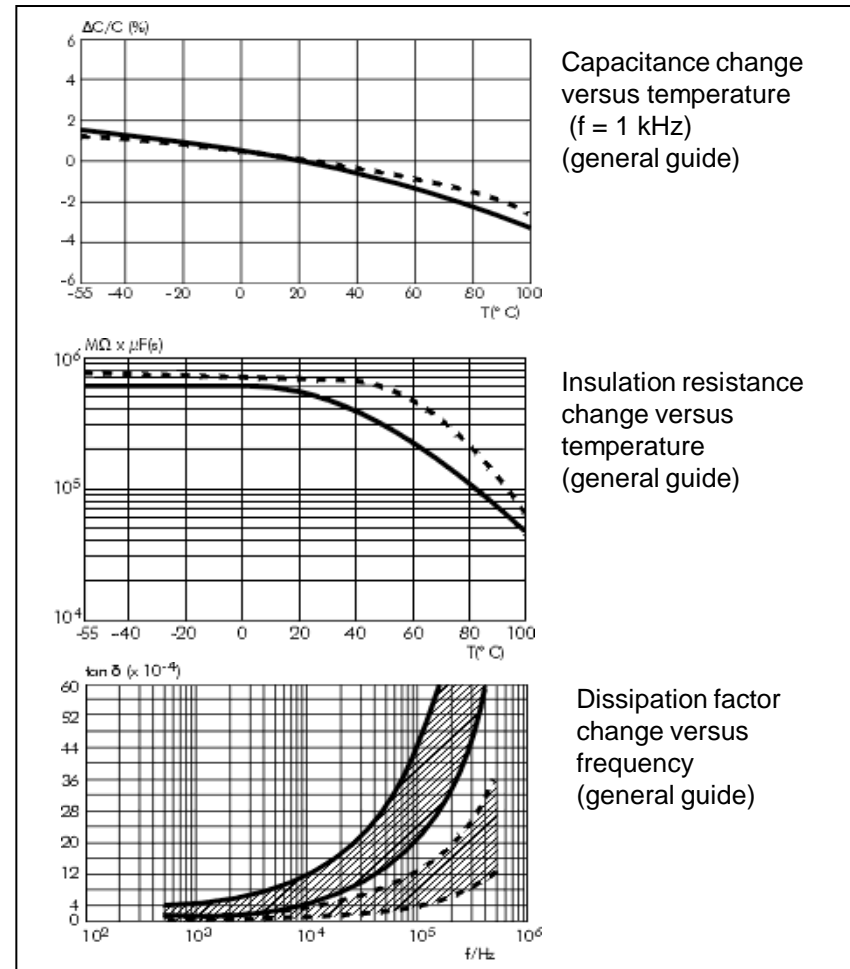 ΔC/C (%)
6
4
2
0
-2
-4
-6
-55 -40 -20 0 20 40 60 80 100
T(° C)
Capacitance change
versus temperature
(f = 1 kHz)
(general guide)
MΩ x µF(s)
10⁶
10⁵
10⁴
-55 -40 -20 0 20 40 60 80 100
T(° C)
Insulation resistance
change versus
temperature
(general guide)
tan δ (x 10⁻⁴)
60
52
44
36
28
20
12
4
0
10² 10³ 10⁴ 10⁵ 10⁶
f/Hz
Dissipation factor
change versus
frequency
(general guide)